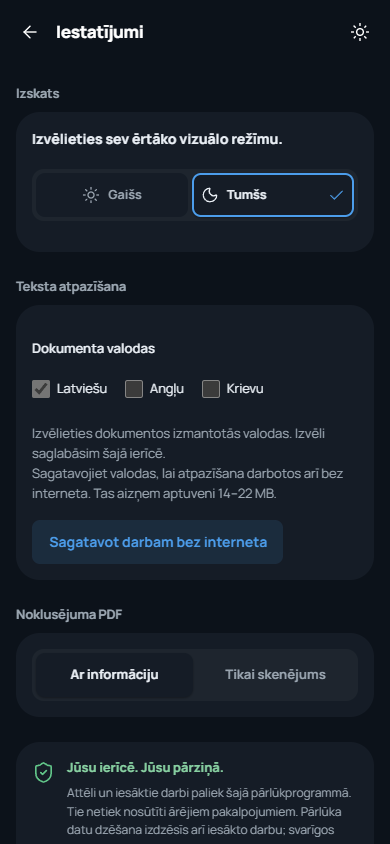 Iestatījumi
Izskats
Izvēlieties sev ērtāko vizuālo režīmu.
Gaišs
Tumšs
Teksta atpazīšana
Dokumenta valodas
Latviešu
Angļu
Krievu
Izvēlieties dokumentos izmantotās valodas. Izvēli
saglabāsim šajā ierīcē.
Sagatavojiet valodas, lai atpazīšana darbotos arī bez
interneta. Tas aizņem aptuveni 14–22 MB.
Sagatavot darbam bez interneta
Noklusējuma PDF
Ar informāciju
Tikai skenējums
Jūsu ierīcē. Jūsu pārziņā.
Attēli un iesāktie darbi paliek šajā pārlūkprogrammā.
Tie netiek nosūtīti ārējiem pakalpojumiem. Pārlūka
datu dzēšana izdzēsīs arī iesākto darbu; svarīgos